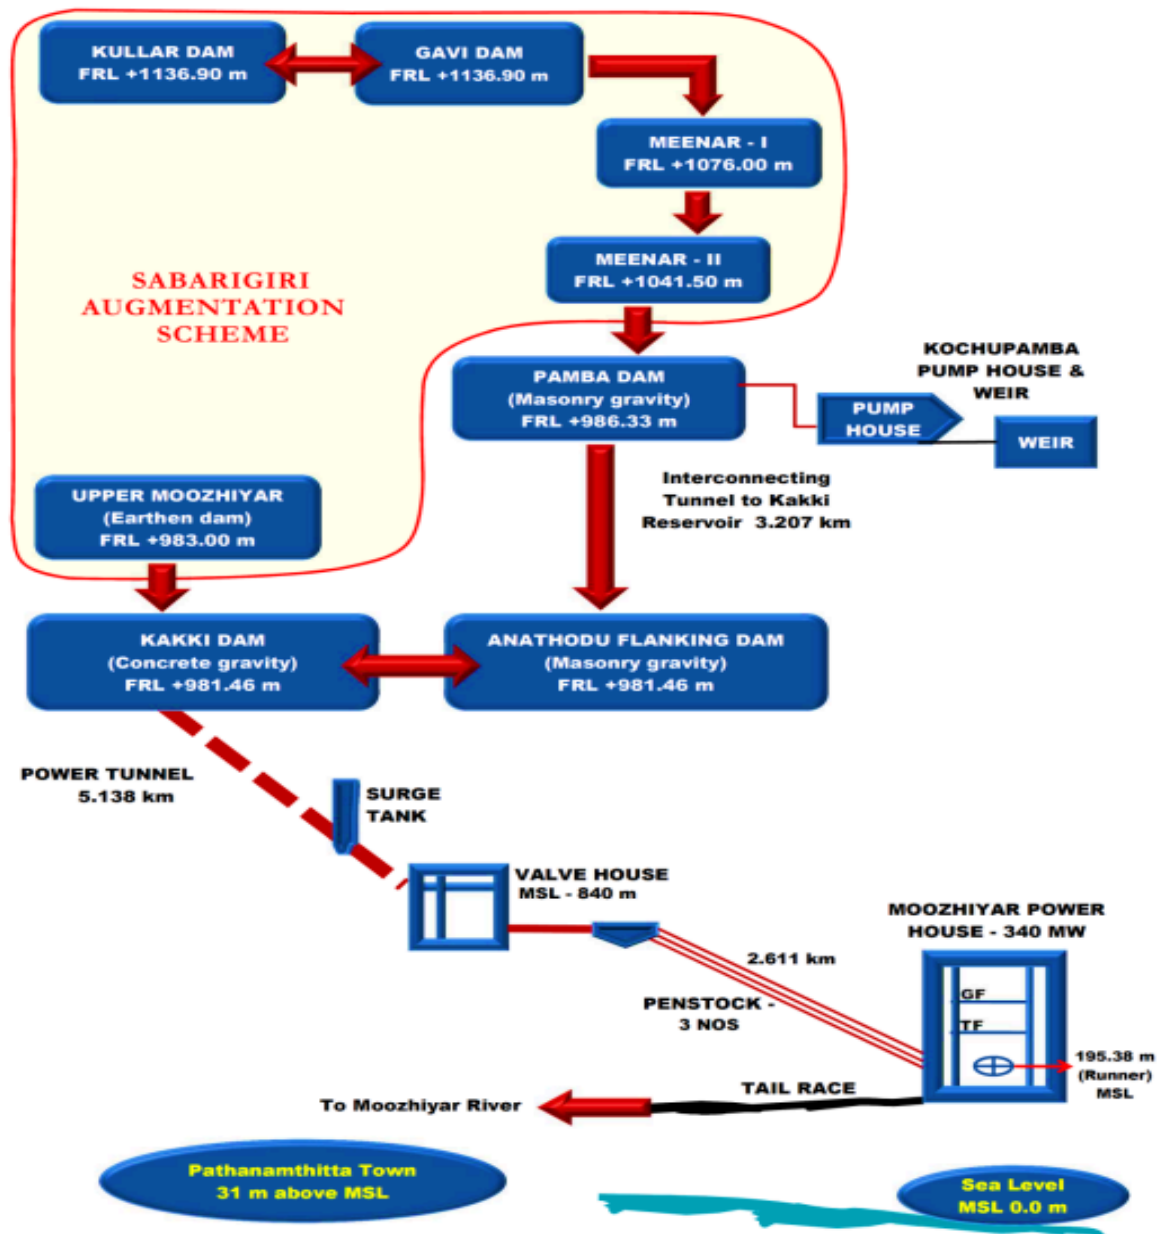 KULLAR DAM
FRL +1136.90 m
GAVI DAM
FRL +1136.90 m
MEENAR - I
FRL +1076.00 m
MEENAR - II
FRL +1041.50 m
SABARIGIRI
AUGMENTATION
SCHEME
PAMBA DAM
(Masonry gravity)
FRL +986.33 m
KOCHUPAMBA
PUMP HOUSE &
WEIR
PUMP
HOUSE
WEIR
Interconnecting
Tunnel to Kakki
Reservoir 3.207 km
UPPER MOOZHIYAR
(Earthen dam)
FRL +983.00 m
KAKKI DAM
(Concrete gravity)
FRL +981.46 m
ANATHODU FLANKING DAM
(Masonry gravity)
FRL +981.46 m
POWER TUNNEL
5.138 km
SURGE
TANK
VALVE HOUSE
MSL - 840 m
MOOZHIYAR POWER
HOUSE - 340 MW
2.611 km
PENSTOCK -
3 NOS
GF
TF
195.38 m
(Runner)
MSL
TAIL RACE
To Moozhiyar River
Pathanamthitta Town
31 m above MSL
Sea Level
MSL 0.0 m